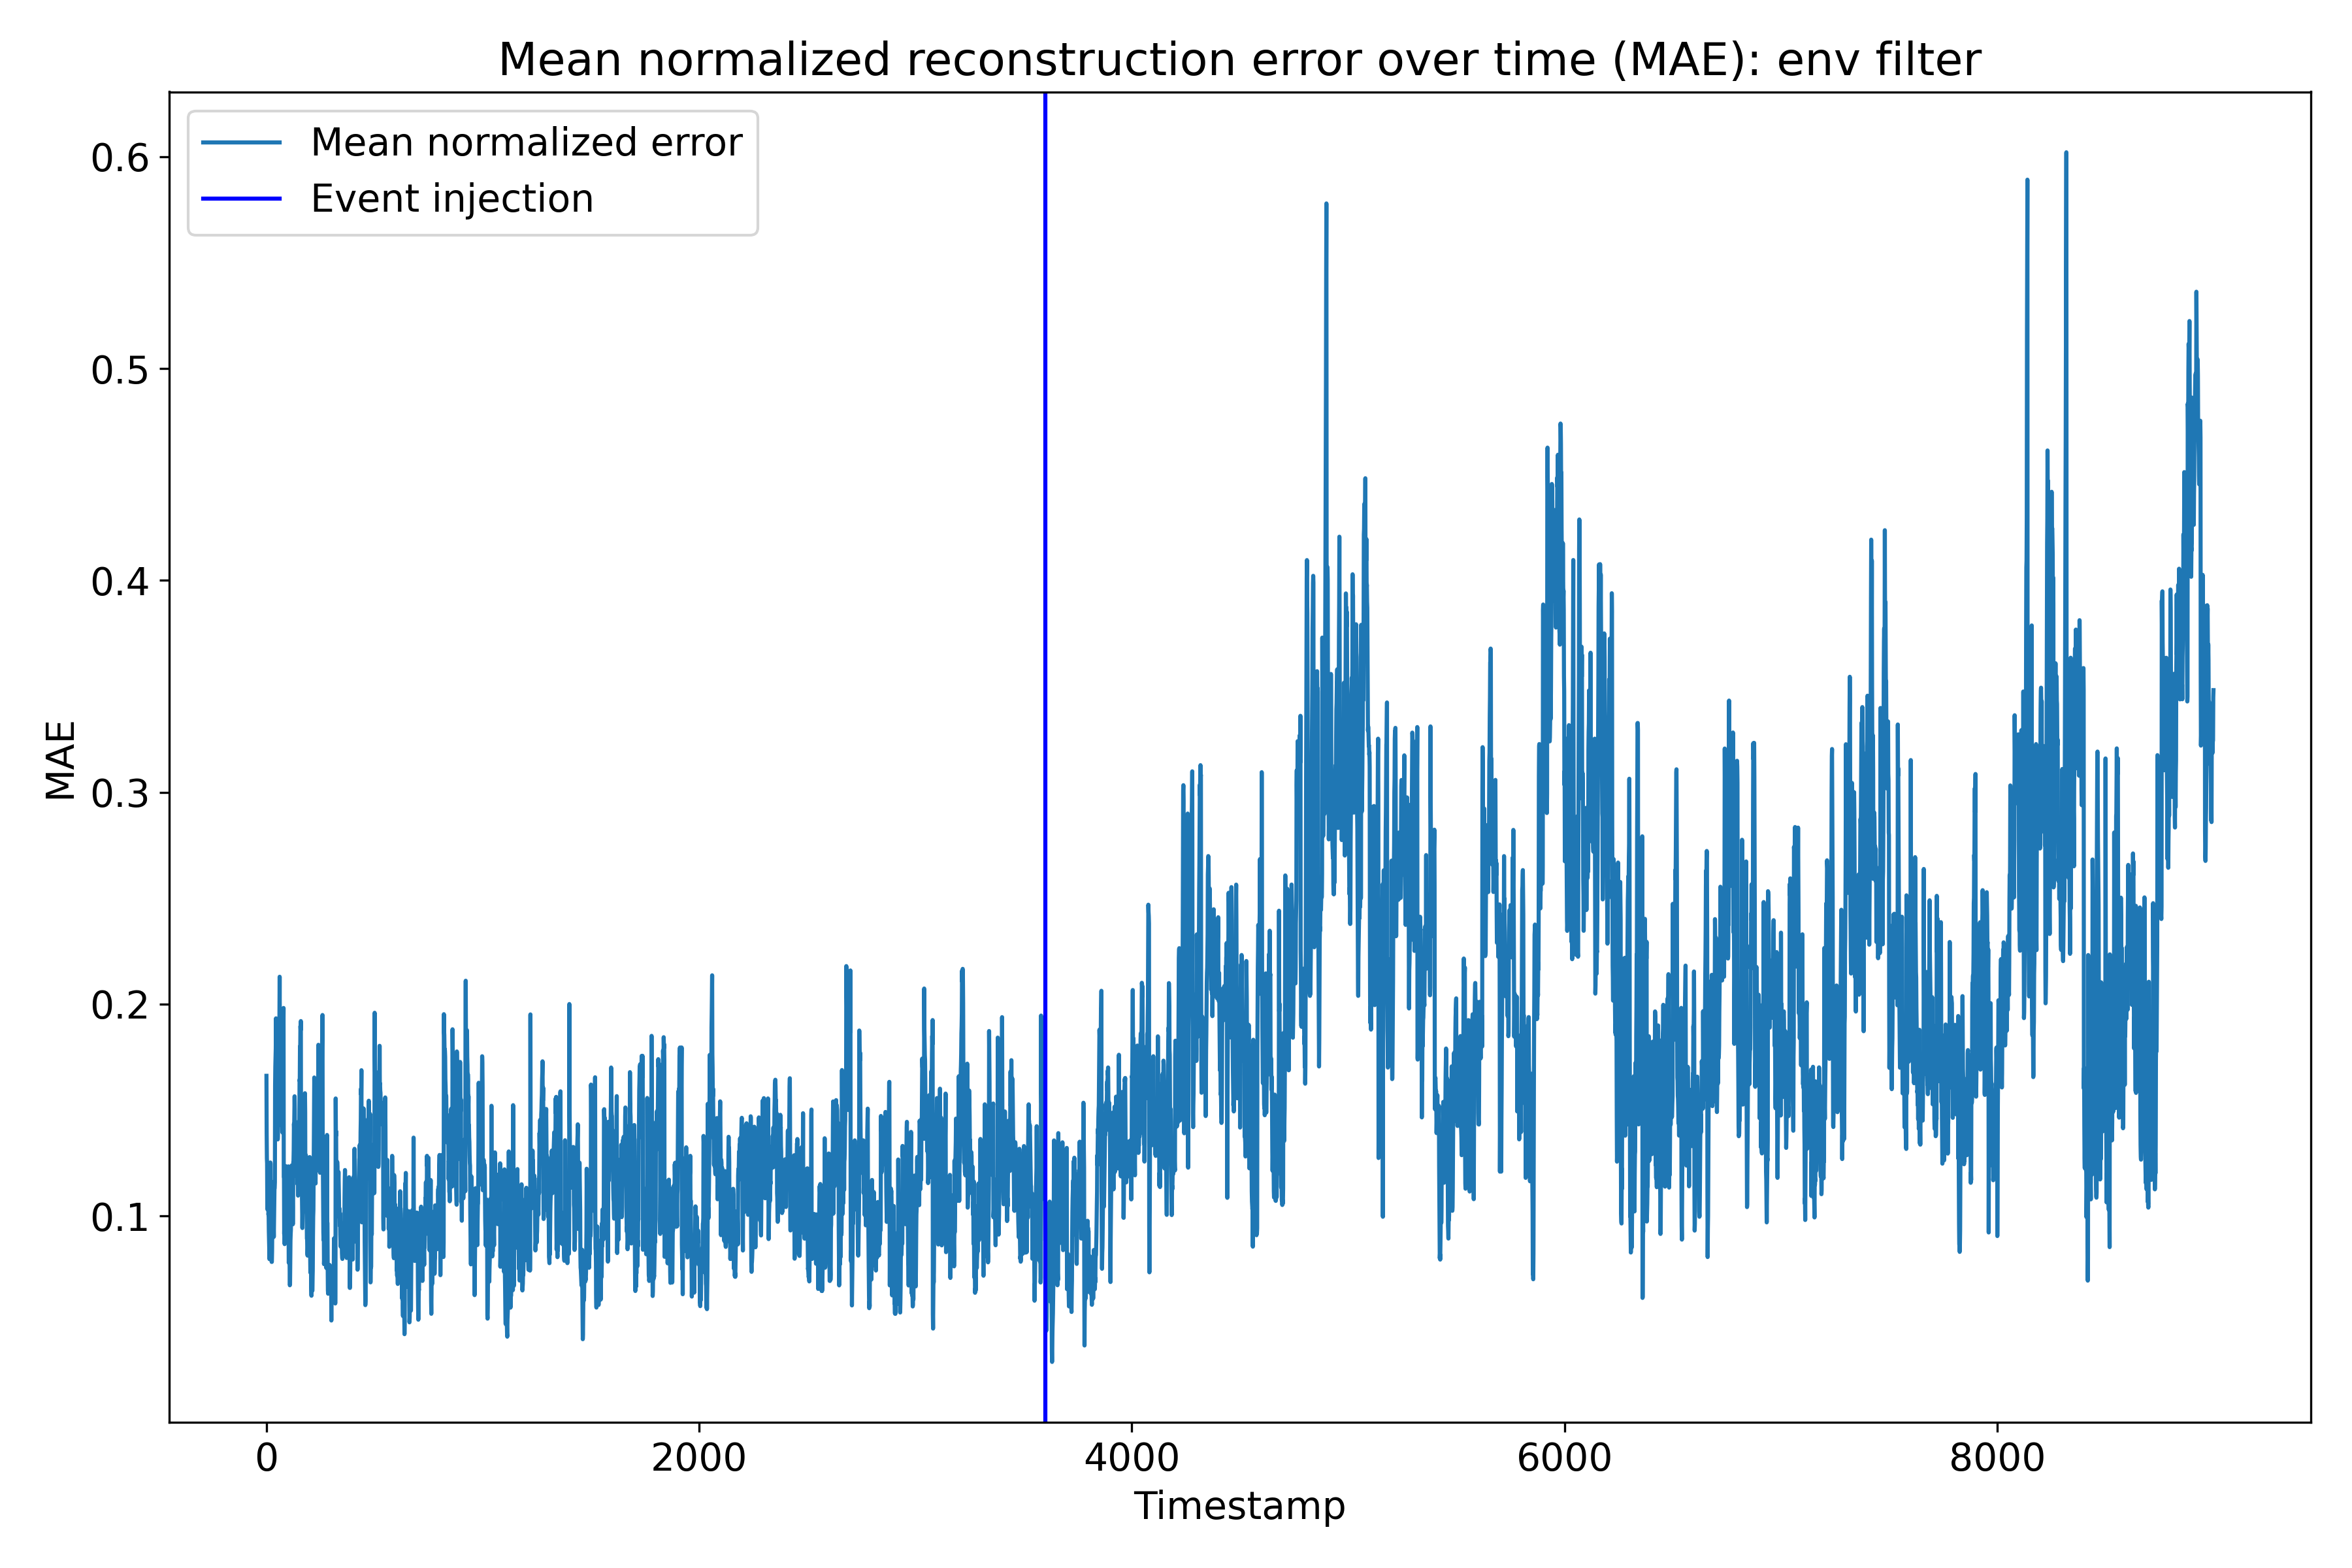 Mean normalized reconstruction error over time (MAE): env filter
Mean normalized error
Event injection
0.6
0.5
0.4
0.3
0.2
0.1
MAE
0 2000 4000 6000 8000
Timestamp